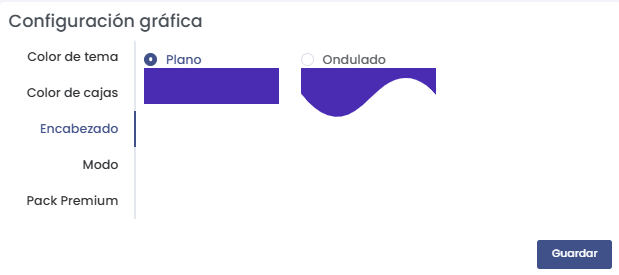 Configuración gráfica
Color de tema
Color de cajas
Encabezado
Modo
Pack Premium
Plano
Ondulado
Guardar